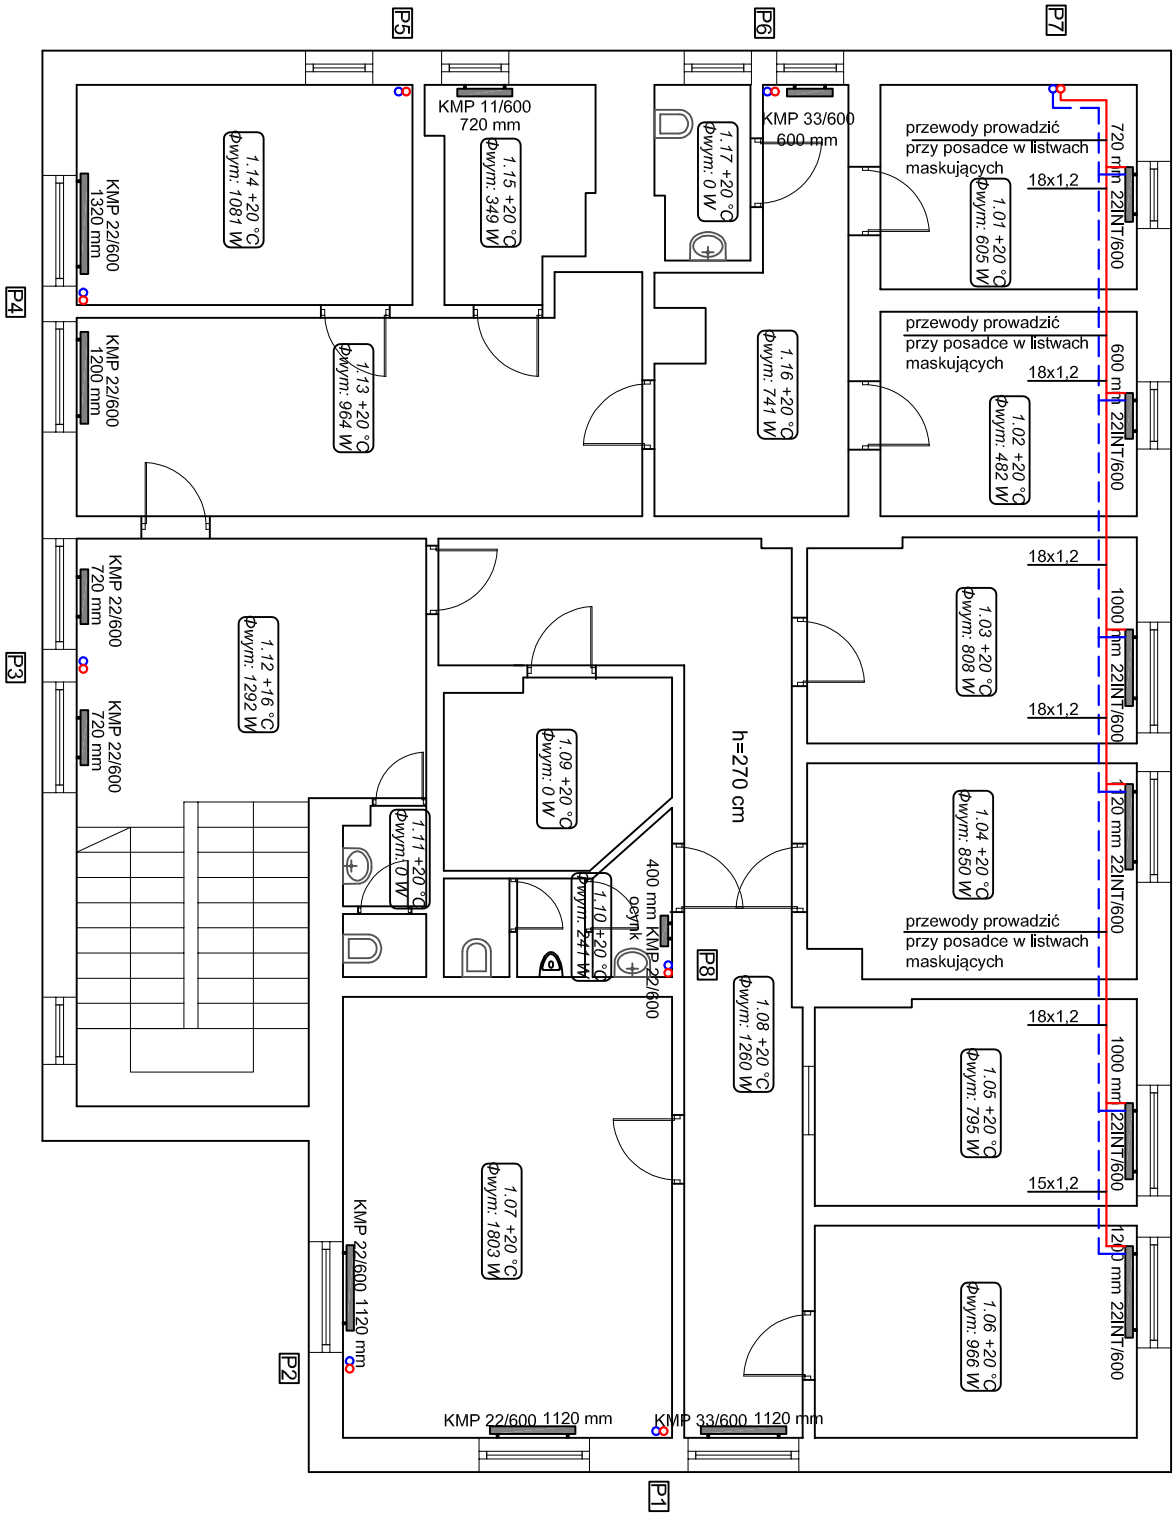 P5
P6
P7
KMP 11/600
720 mm
KMP 33/600
600 mm
przewody prowadzić
przy posadce w listwach
maskujących
18x1,2
720 mm 22INT/600
1.14 +20 °C
Φwym: 1081 W
1.15 +20 °C
Φwym: 349 W
1.17 +20 °C
Φwym: 0 W
1.01 +20 °C
Φwym: 605 W
KMP 22/600
1320 mm
P4
KMP 22/600
1200 mm
1.13 +20 °C
Φwym: 964 W
1.16 +20 °C
Φwym: 741 W
przewody prowadzić
przy posadce w listwach
maskujących
18x1,2
600 mm 22INT/600
1.02 +20 °C
Φwym: 482 W
KMP 22/600
720 mm
1.12 +16 °C
Φwym: 1292 W
18x1,2
1000 mm 22INT/600
1.03 +20 °C
Φwym: 808 W
18x1,2
P3
KMP 22/600
720 mm
1.09 +20 °C
Φwym: 0 W
h=270 cm
1.04 +20 °C
Φwym: 850 W
1120 mm 22INT/600
1.11 +20 °C
Φwym: 0 W
1.10 +20 °C
Φwym: 241 W
400 mm KMP 22/600
ocynk
P8
przewody prowadzić
przy posadce w listwach
maskujących
1.08 +20 °C
Φwym: 1260 W
18x1,2
1000 mm 22INT/600
1.05 +20 °C
Φwym: 795 W
15x1,2
1.07 +20 °C
Φwym: 1803 W
KMP 22/600 1120 mm
P2
1200 mm 22INT/600
1.06 +20 °C
Φwym: 966 W
KMP 22/600 1120 mm
KMP 33/600 1120 mm
P1